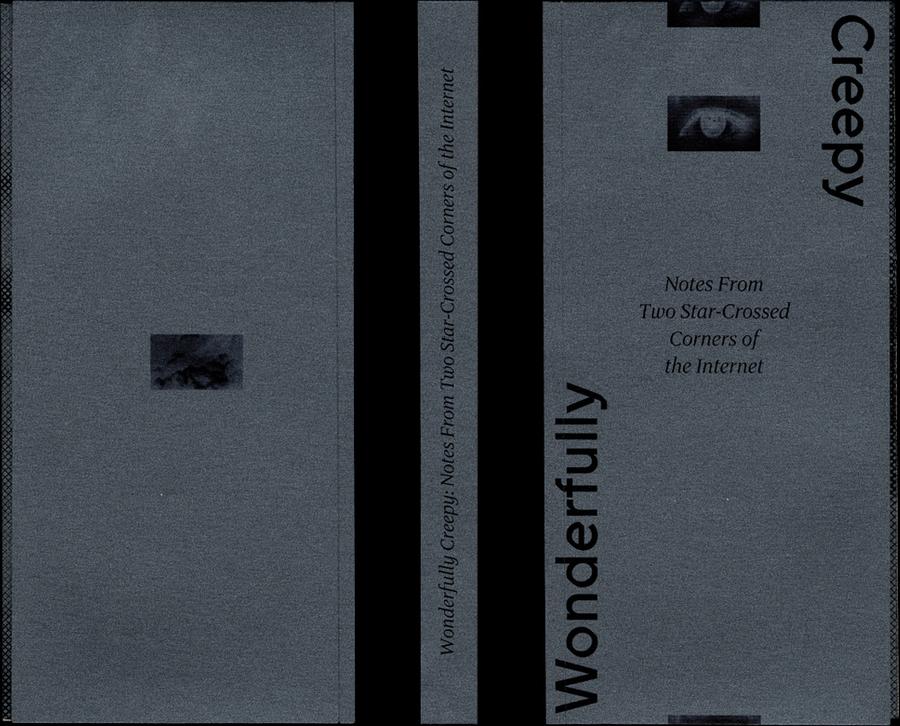 Wonderfully Creepy: Notes From Two Star-Crossed Corners of the Internet
Wonderfully
Creepy
Notes From
Two Star-Crossed
Corners of
the Internet